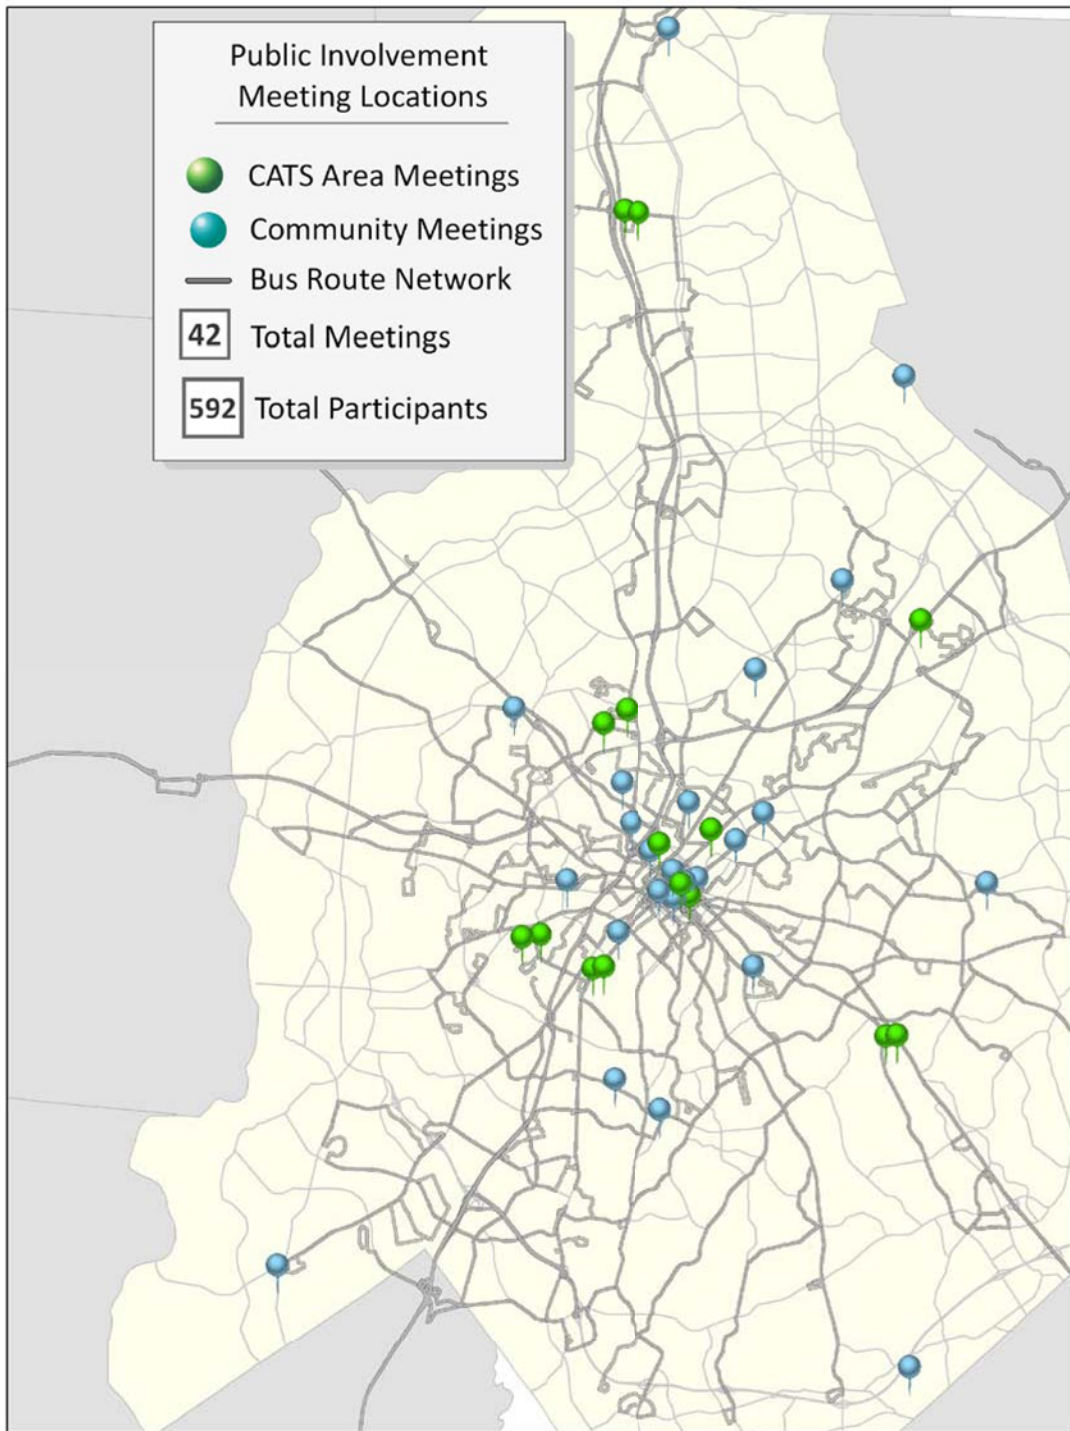 Public Involvement
Meeting Locations
CATS Area Meetings
Community Meetings
Bus Route Network
42 Total Meetings
592 Total Participants